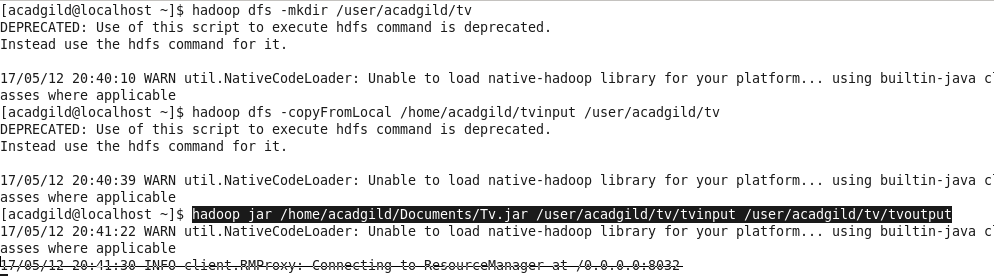 [acadgild@localhost ~]$ hadoop dfs -mkdir /user/acadgild/tv
DEPRECATED: Use of this script to execute hdfs command is deprecated.
Instead use the hdfs command for it.
17/05/12 20:40:10 WARN util.NativeCodeLoader: Unable to load native-hadoop library for your platform... using builtin-java cl
asses where applicable
[acadgild@localhost ~]$ hadoop dfs -copyFromLocal /home/acadgild/tvinput /user/acadgild/tv
DEPRECATED: Use of this script to execute hdfs command is deprecated.
Instead use the hdfs command for it.
17/05/12 20:40:39 WARN util.NativeCodeLoader: Unable to load native-hadoop library for your platform... using builtin-java cl
asses where applicable
[acadgild@localhost ~]$ hadoop jar /home/acadgild/Documents/Tv.jar /user/acadgild/tv/tvinput /user/acadgild/tv/tvoutput
17/05/12 20:41:22 WARN util.NativeCodeLoader: Unable to load native-hadoop library for your platform... using builtin-java cl
asses where applicable
17/05/12 20:41:30 INFO client.RMProxy: Connecting to ResourceManager at /0.0.0.0:8032